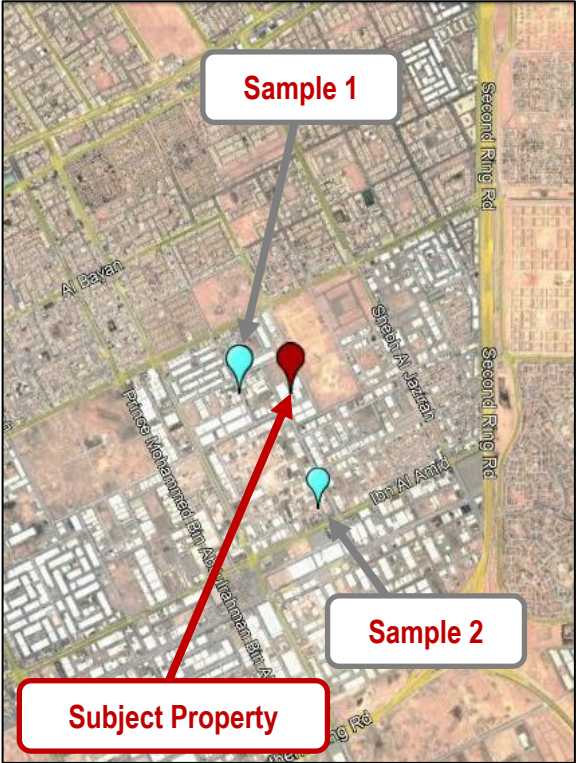 Sample 1
Second Ring Rd
Al Bayan
Shebh Al Jazirah
Second Ring Rd
Prince Mohammed Bin Abdulrahman Bin A
Ibn Al Amid
Sample 2
Subject Property
Ring Rd